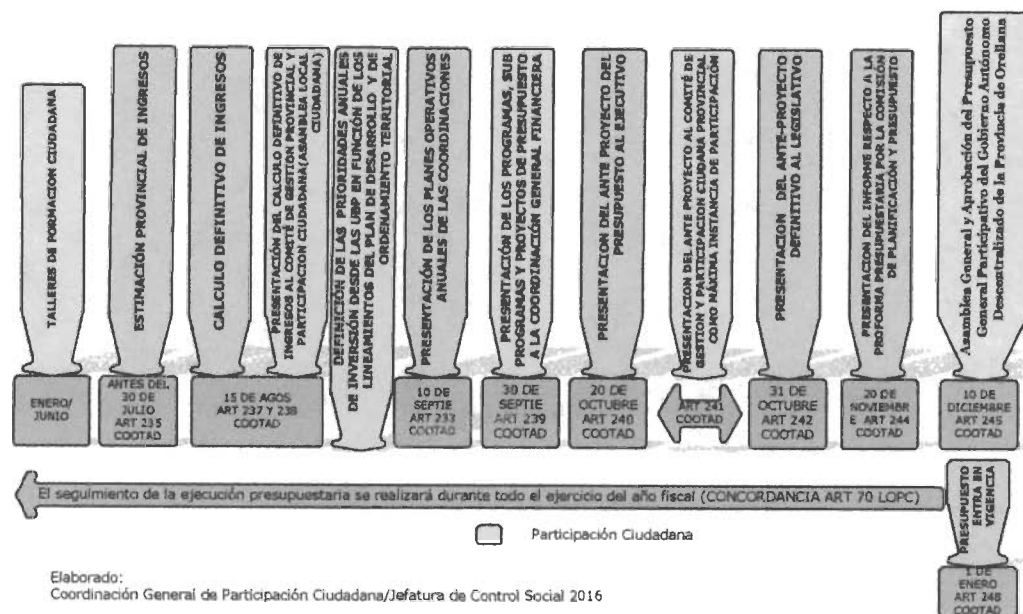 TALLERES DE FORMACION CIUDADANA
ENERO/
JUNIO
ESTIMACIÓN PROVINCIAL DE INGRESOS
ANTES DEL
30 DE
JULIO
ART 235
COOTAD
CALCULO DEFINITIVO DE INGRESOS
PRESENTACIÓN DEL CALCULO DEFINITIVO DE
INGRESOS AL COMITÉ DE GESTIÓN PROVINCIAL Y
PARTICIPACION CIUDADANA(ASAMBLEA LOCAL
CIUDADANA)
15 DE AGOS
ART 237 Y 238
COOTAD
DEFINICIÓN DE LAS PRIORIDADES ANUALES
DE INVERSIÓN DESDE LAS UBP EN FUNCIÓN DE LOS
LINEAMIENTOS DEL PLAN DE DESARROLLO Y DE
ORDENAMIENTO TERRITORIAL
PRESENTACIÓN DE LOS PLANES OPERATIVOS
ANUALES DE LAS COORDINACIONES
10 DE
SEPTIE
ART 233
COOTAD
PRESENTACIÓN DE LOS PROGRAMAS, SUB
PROGRAMAS Y PROYECTOS DE PRESUPUESTO
A LA COORDINACIÓN GENERAL FINANCIERA
30 DE
SEPTIE
ART 239
COOTAD
PRESENTACION DEL ANTE PROYECTO DEL
PRESUPUESTO AL EJECUTIVO
20 DE
OCTUBRE
ART 240
COOTAD
PRESENTACION DEL ANTE PROYECTO AL COMITÉ DE
GESTIÓN Y PARTICIPACION CIUDADANA PROVINCIAL
COMO MÁXIMA INSTANCIA DE PARTICIPACIÓN
ART 241
COOTAD
PRESENTACION DEL ANTE-PROYECTO
DEFINITIVO AL LEGISLATIVO
31 DE
OCTUBRE
ART 242
COOTAD
PRESENTACION DEL INFORME RESPECTO A LA
PROFORMA PRESUPUESTARIA POR LA COMISIÓN
DE PLANIFICACIÓN Y PRESUPUESTO
20 DE
NOVIEMBR
E ART 244
COOTAD
Asamblea General y Aprobación del Presupuesto
General Participativo del Gobierno Autónomo
Descentralizado de la Provincia de Orellana
10 DE
DICIEMBRE
ART 245
COOTAD
El seguimiento de la ejecución presupuestaria se realizará durante todo el ejercicio del año fiscal (CONCORDANCIA ART 70 LOPC)
PRESUPUESTO
ENTRA EN
VIGENCIA
1 DE
ENERO
ART 248
COOTAD
Participación Ciudadana
Elaborado:
Coordinación General de Participación Ciudadana/Jefatura de Control Social 2016